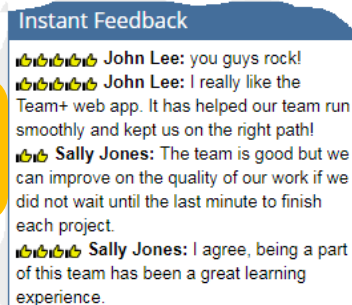 Instant Feedback
John Lee: you guys rock!
John Lee: I really like the
Team+ web app. It has helped our team run
smoothly and kept us on the right path!
Sally Jones: The team is good but we
can improve on the quality of our work if we
did not wait until the last minute to finish
each project.
Sally Jones: I agree, being a part
of this team has been a great learning
experience.